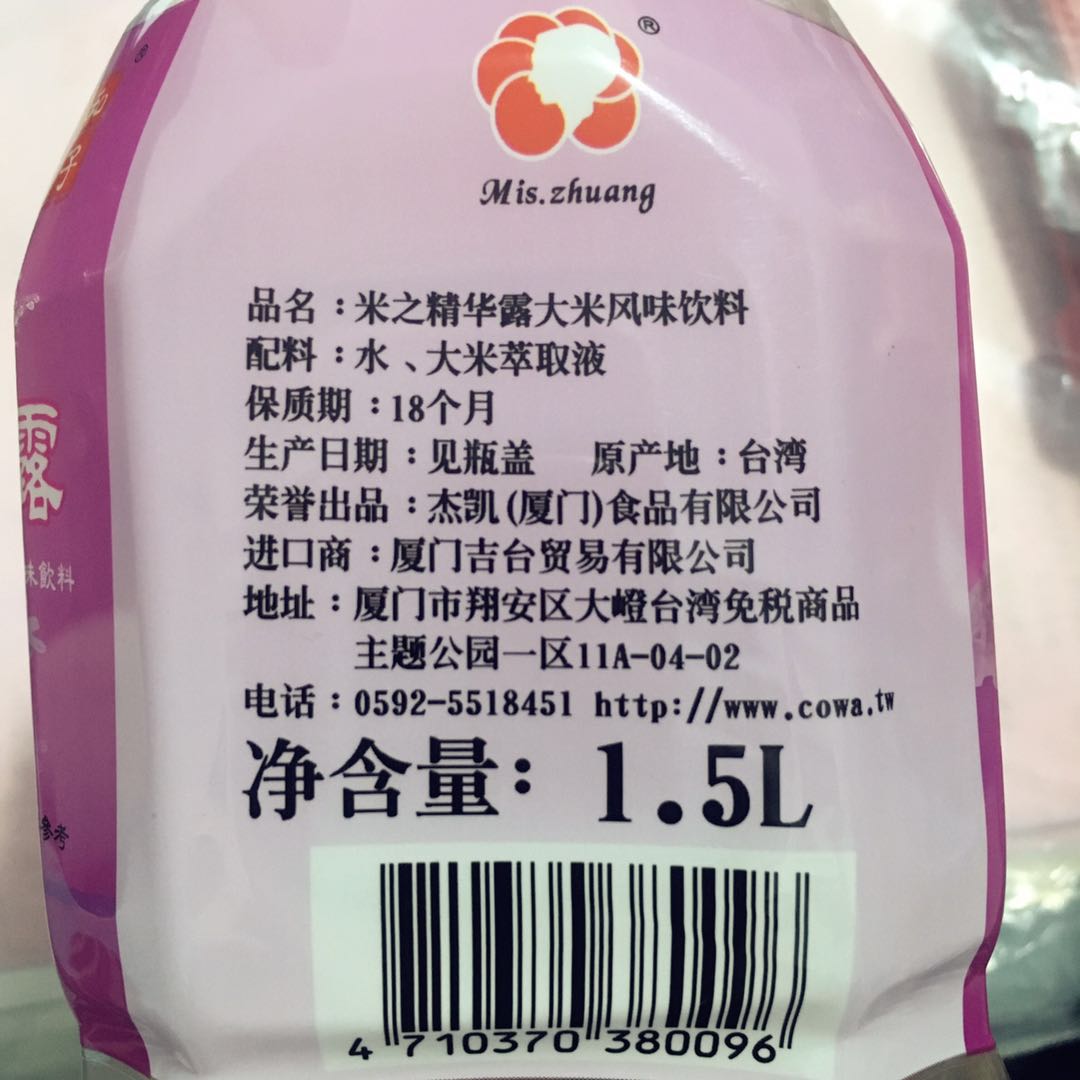 ®
®
Mis.zhuang
品名：米之精华露大米风味饮料
配料：水、大米萃取液
保质期：18个月
生产日期：见瓶盖 原产地：台湾
荣誉出品：杰凯(厦门)食品有限公司
进口商：厦门吉台贸易有限公司
地址：厦门市翔安区大嶝台湾免税商品
主题公园一区11A-04-02
电话：0592-5518451 http://www.cowa.tw
净含量：1.5L
4 710370 380096
子
露
味飲料
水
參考